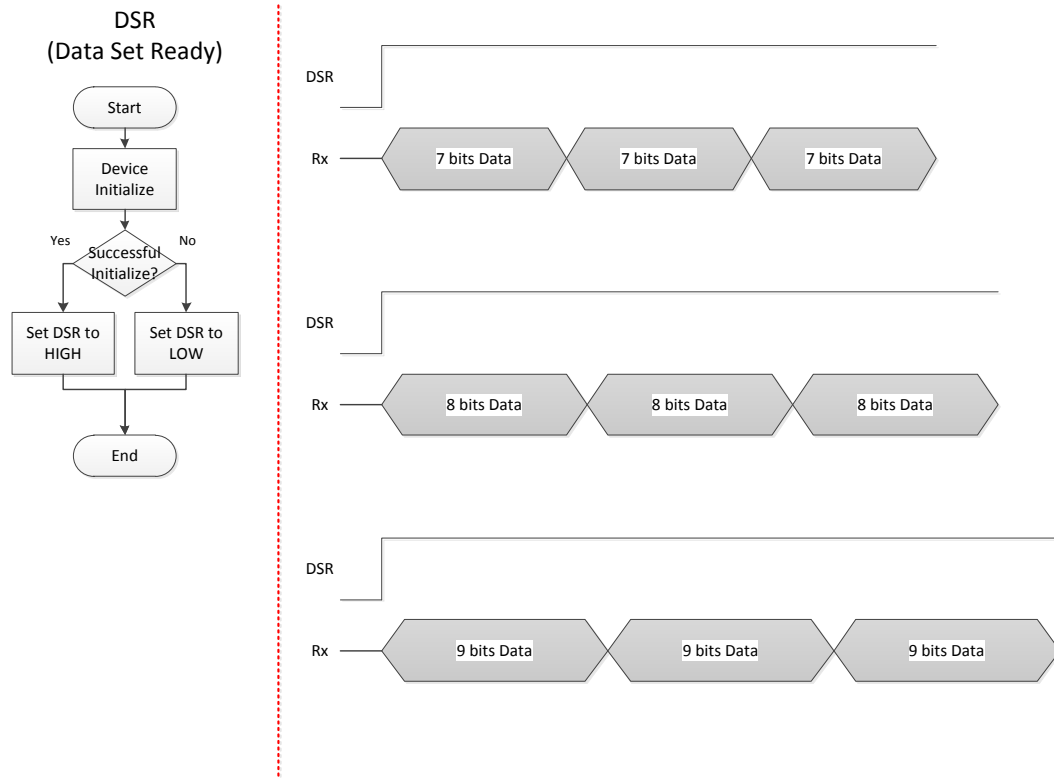 DSR
(Data Set Ready)
Start
Device
Initialize
Yes
No
Successful
Initialize?
Set DSR to
HIGH
Set DSR to
LOW
End
DSR
Rx
7 bits Data
7 bits Data
7 bits Data
DSR
Rx
8 bits Data
8 bits Data
8 bits Data
DSR
Rx
9 bits Data
9 bits Data
9 bits Data